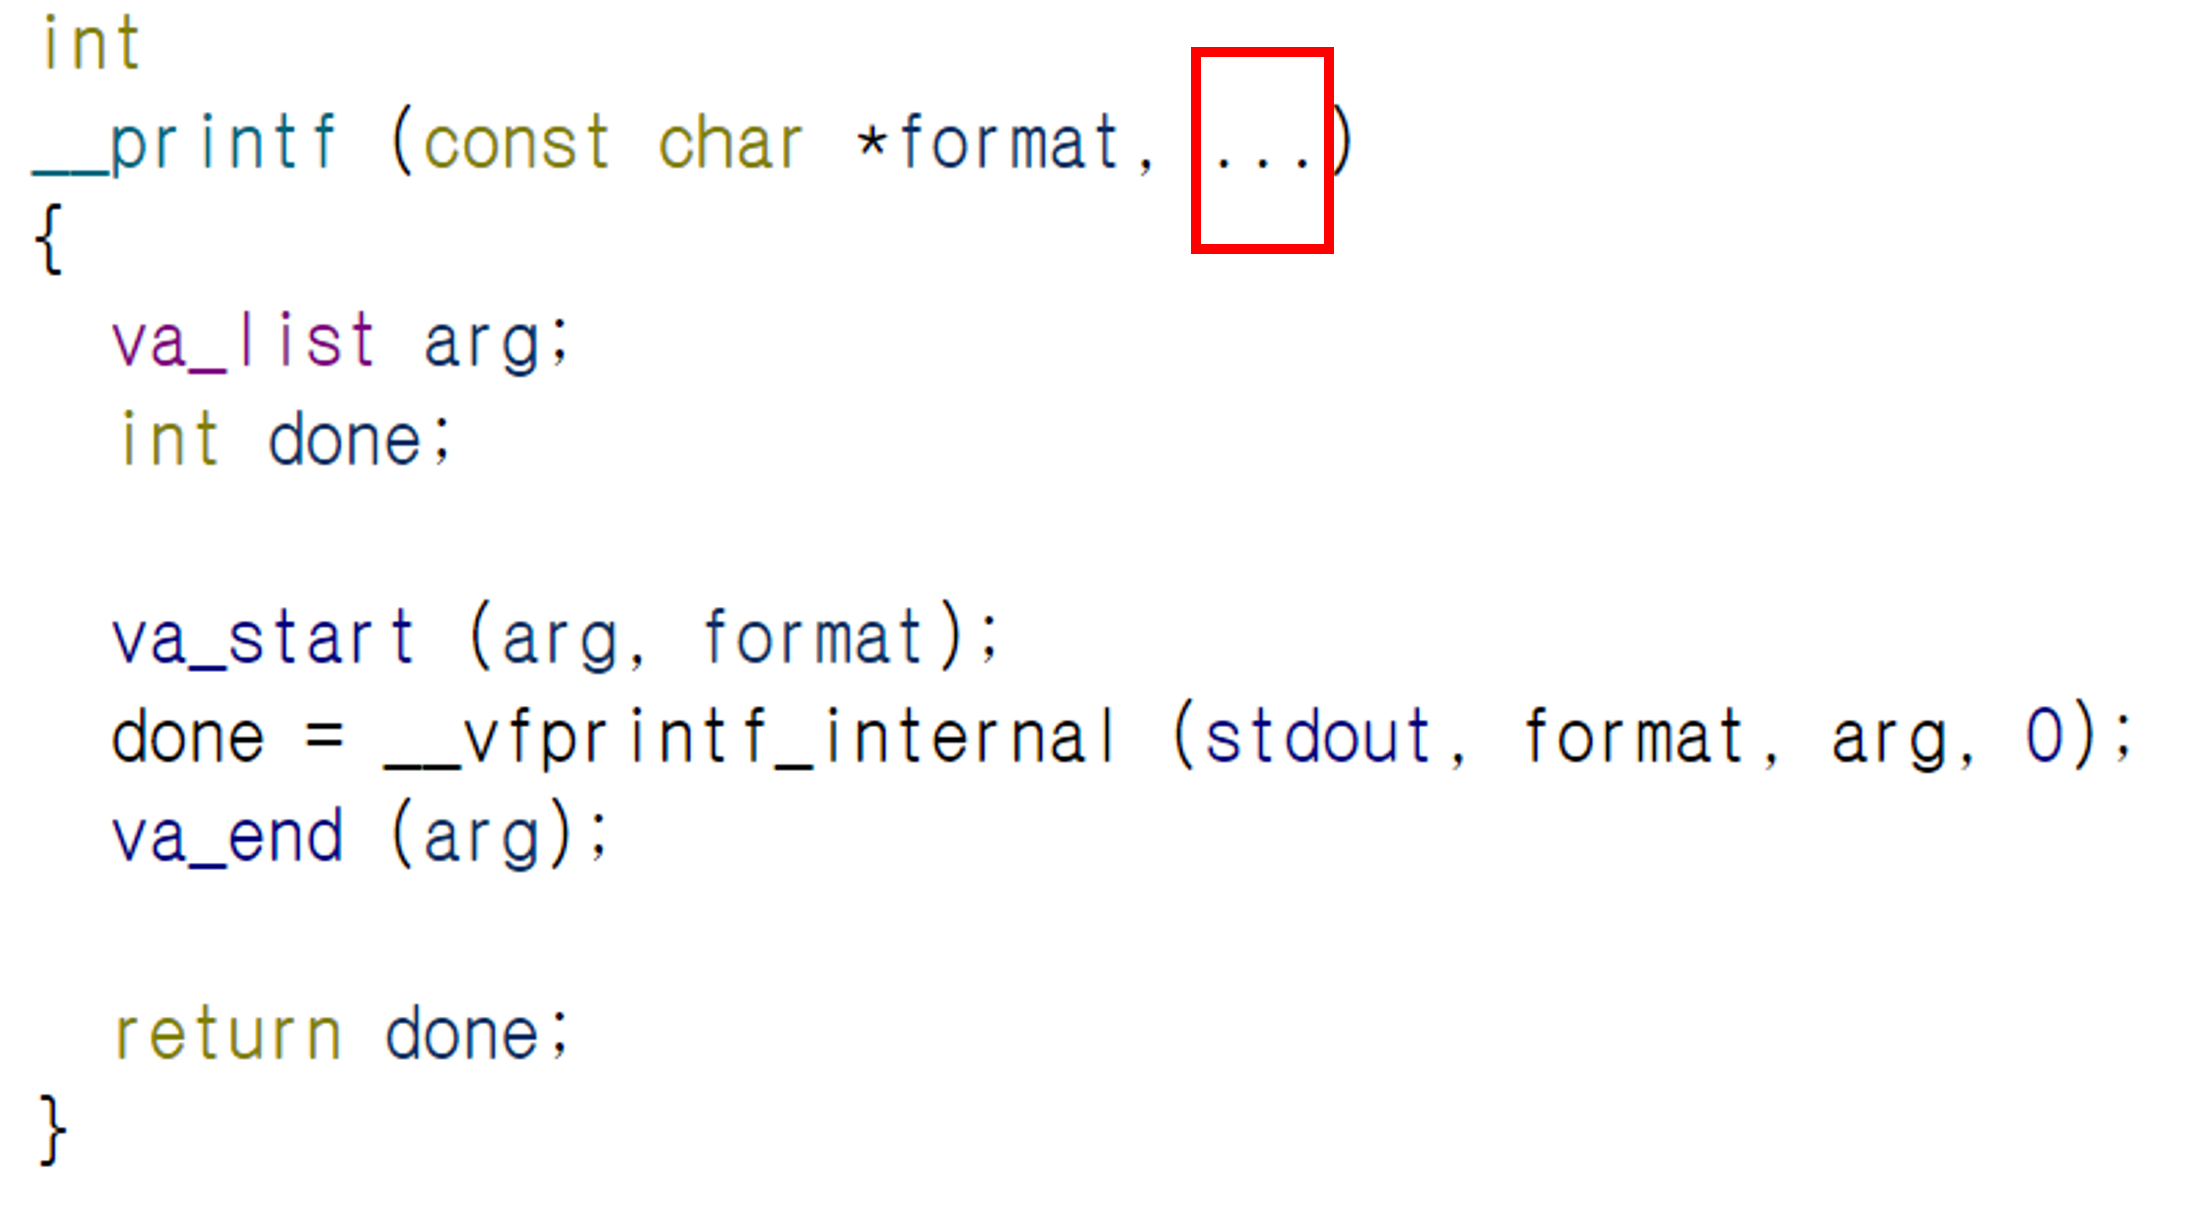 int
__printf (const char *format, ...)
{
  va_list arg;
  int done;
  va_start (arg, format);
  done = __vfprintf_internal (stdout, format, arg, 0);
  va_end (arg);
  return done;
}